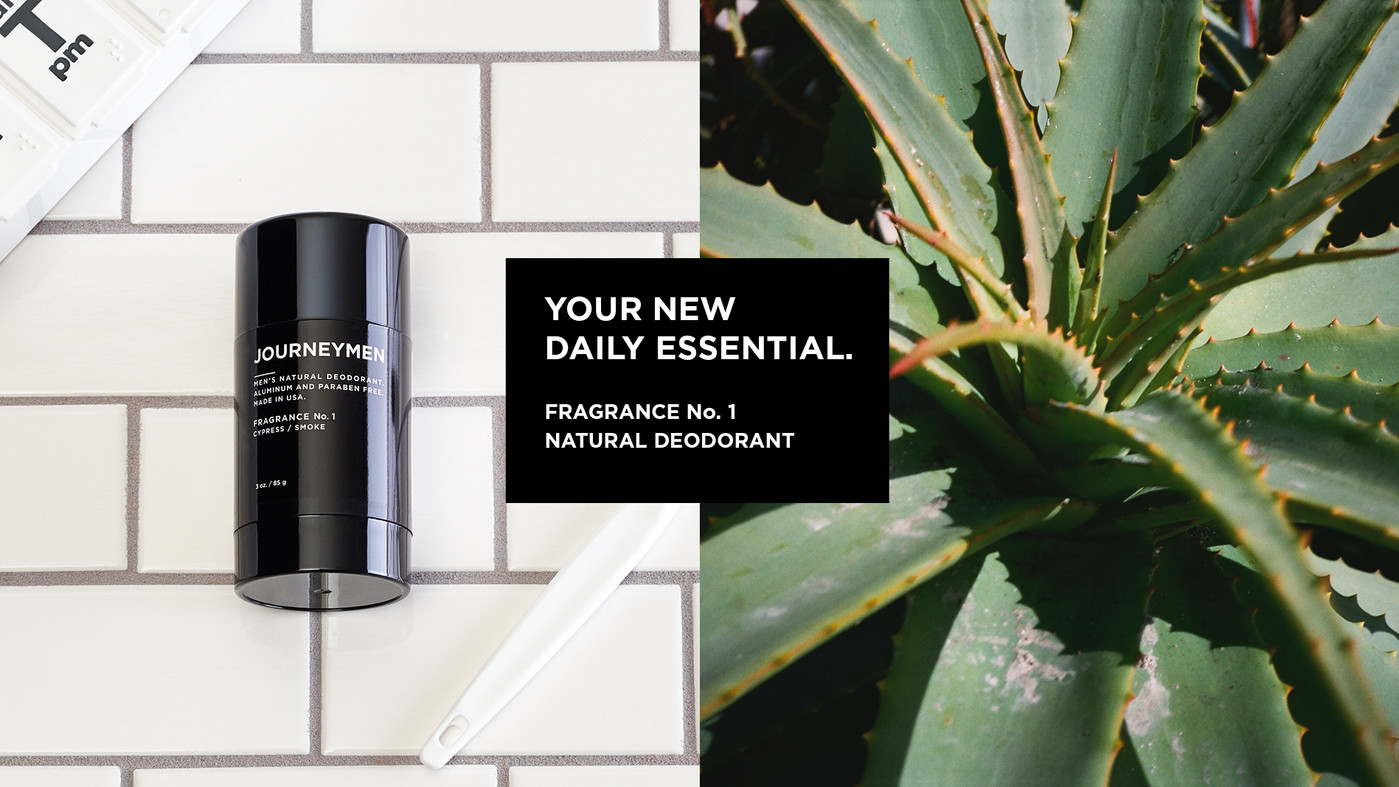 T
pm
JOURNEYMEN
MEN'S NATURAL DEODORANT.
ALUMINUM AND PARABEN FREE.
MADE IN USA.
FRAGRANCE No. 1
CYPRESS / SMOKE
3 oz. / 85 g
YOUR NEW
DAILY ESSENTIAL.
FRAGRANCE No. 1
NATURAL DEODORANT